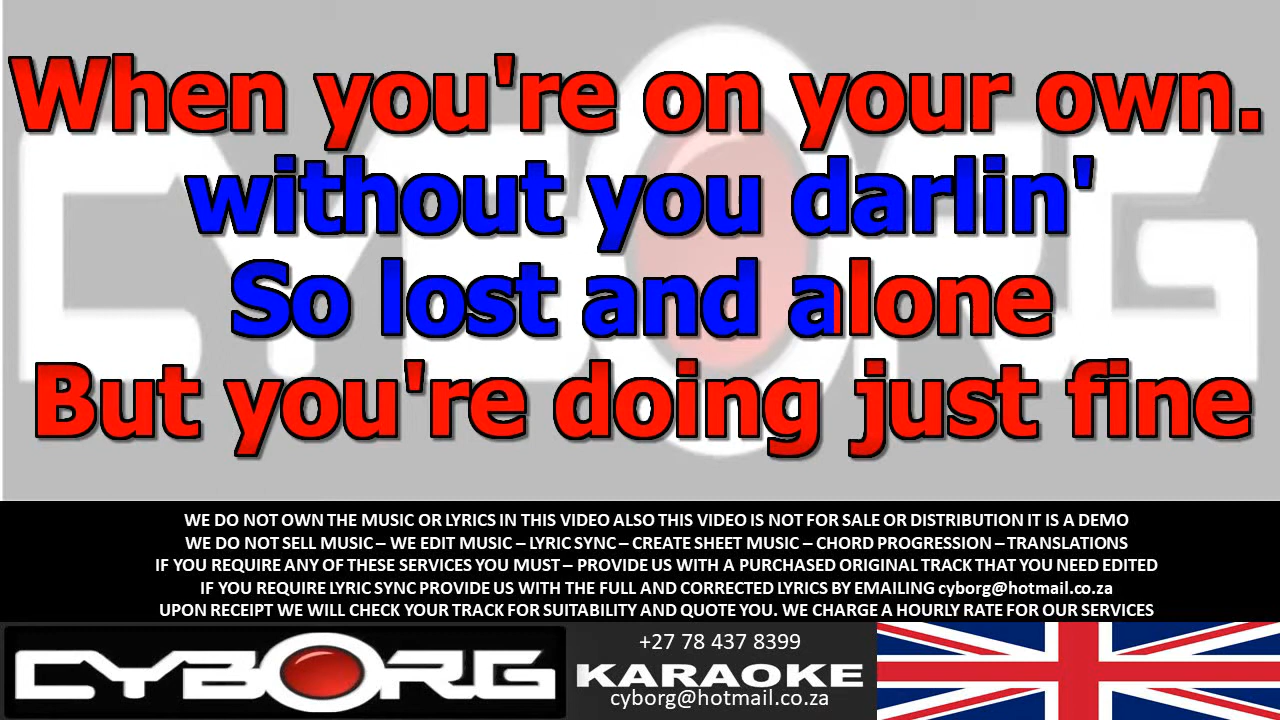 When you're on your own.
without you darlin'
So lost and alone
But you're doing just fine
WE DO NOT OWN THE MUSIC OR LYRICS IN THIS VIDEO ALSO THIS VIDEO IS NOT FOR SALE OR DISTRIBUTION IT IS A DEMO
WE DO NOT SELL MUSIC – WE EDIT MUSIC – LYRIC SYNC – CREATE SHEET MUSIC – CHORD PROGRESSION – TRANSLATIONS
IF YOU REQUIRE ANY OF THESE SERVICES YOU MUST – PROVIDE US WITH A PURCHASED ORIGINAL TRACK THAT YOU NEED EDITED
IF YOU REQUIRE LYRIC SYNC PROVIDE US WITH THE FULL AND CORRECTED LYRICS BY EMAILING cyborg@hotmail.co.za
UPON RECEIPT WE WILL CHECK YOUR TRACK FOR SUITABILITY AND QUOTE YOU. WE CHARGE A HOURLY RATE FOR OUR SERVICES
CYBORG
+27 78 437 8399
KARAOKE
cyborg@hotmail.co.za
CYBORG